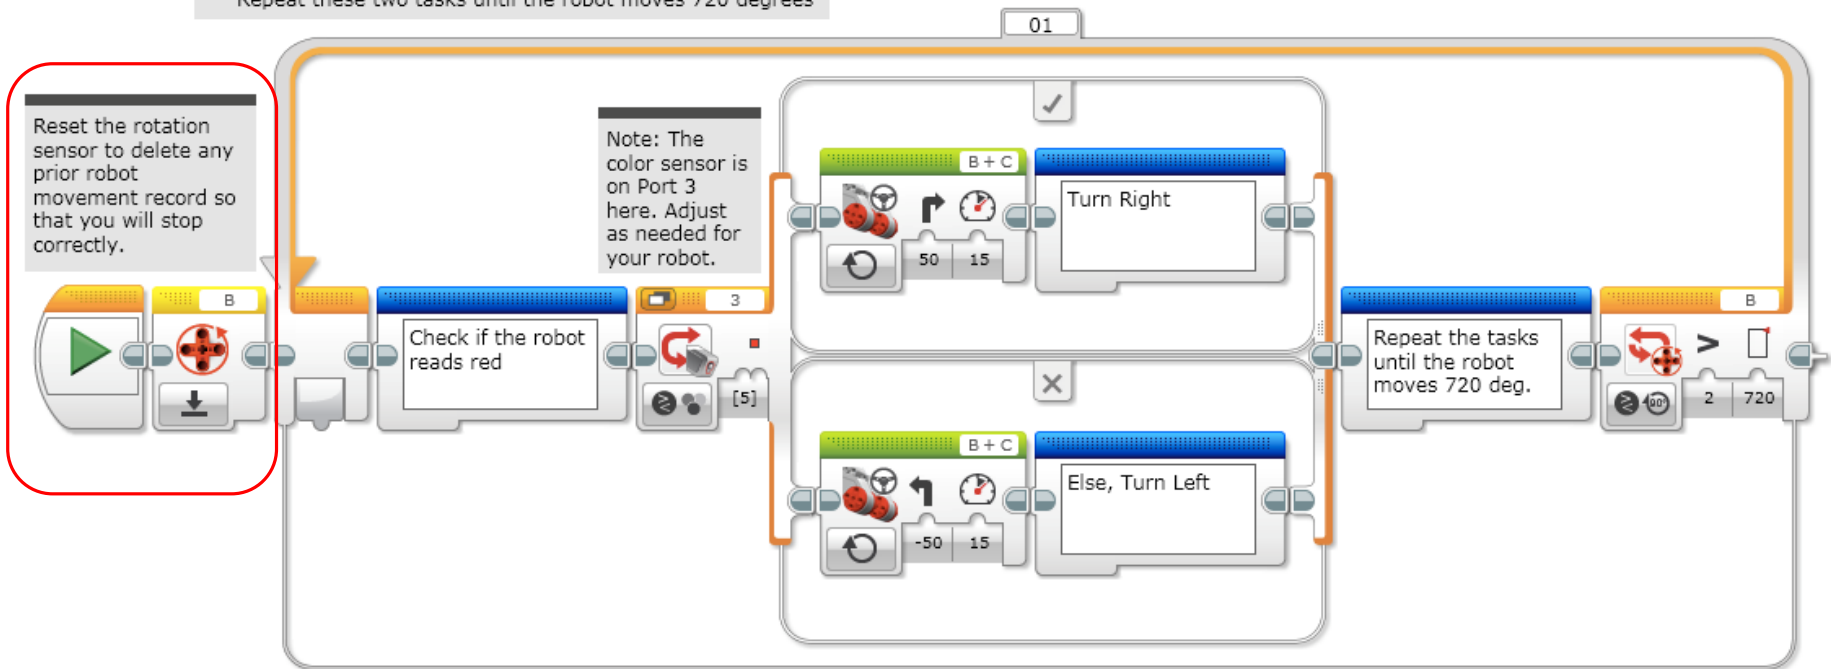 Repeat these two tasks until the robot moves 720 degrees
01
Reset the rotation
sensor to delete any
prior robot
movement record so
that you will stop
correctly.
Note: The
color sensor is
on Port 3
here. Adjust
as needed for
your robot.
B + C
Turn Right
50 15
B
Check if the robot
reads red
3
[5]
Repeat the tasks
until the robot
moves 720 deg.
B
>
90°
2 720
B + C
Else, Turn Left
-50 15